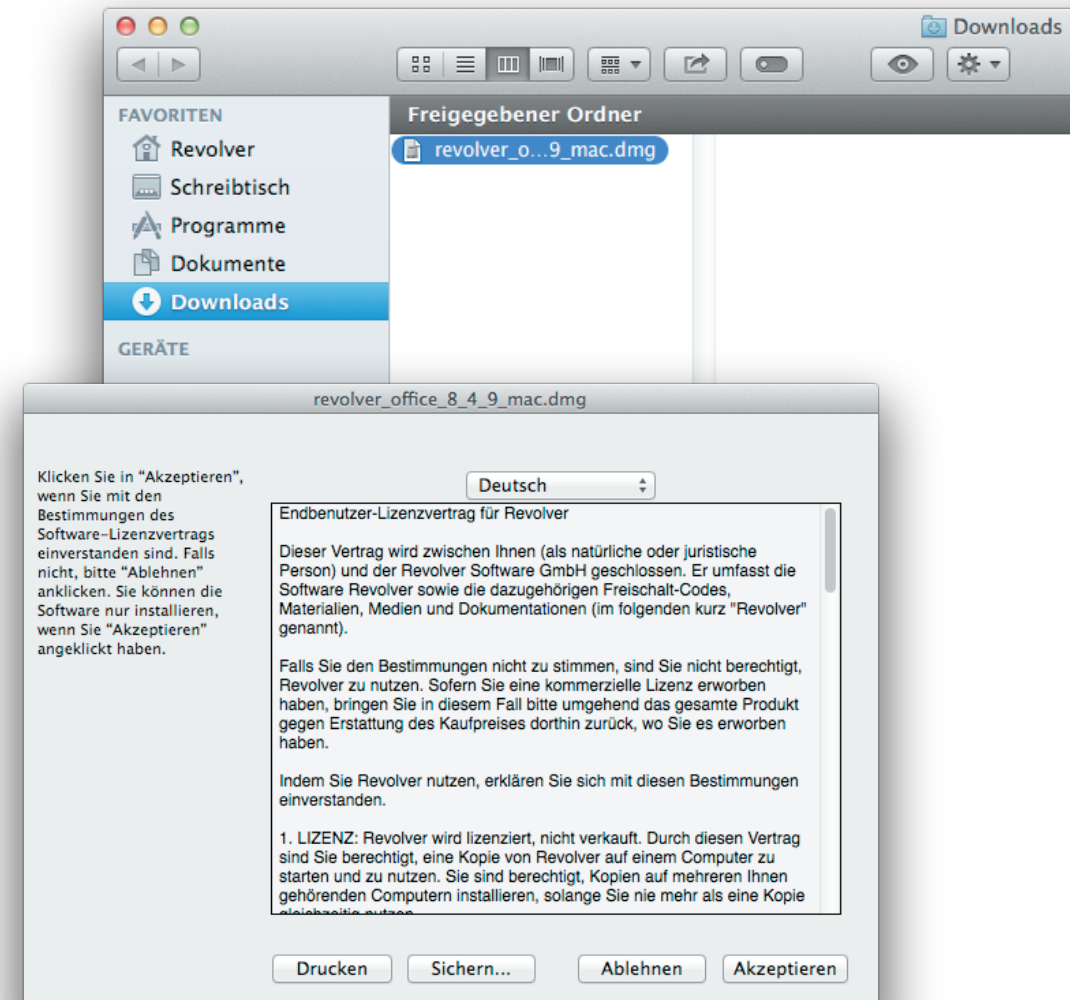 Downloads
FAVORITEN
Freigegebener Ordner
Revolver
revolver_o...9_mac.dmg
Schreibtisch
Programme
Dokumente
Downloads
GERÄTE
revolver_office_8_4_9_mac.dmg
Klicken Sie in "Akzeptieren",
wenn Sie mit den
Bestimmungen des
Software-Lizenzvertrags
einverstanden sind. Falls
nicht, bitte "Ablehnen"
anklicken. Sie können die
Software nur installieren,
wenn Sie "Akzeptieren"
angeklickt haben.
Deutsch
Endbenutzer-Lizenzvertrag für Revolver
Dieser Vertrag wird zwischen Ihnen (als natürliche oder juristische
Person) und der Revolver Software GmbH geschlossen. Er umfasst die
Software Revolver sowie die dazugehörigen Freischalt-Codes,
Materialien, Medien und Dokumentationen (im folgenden kurz "Revolver"
genannt).
Falls Sie den Bestimmungen nicht zu stimmen, sind Sie nicht berechtigt,
Revolver zu nutzen. Sofern Sie eine kommerzielle Lizenz erworben
haben, bringen Sie in diesem Fall bitte umgehend das gesamte Produkt
gegen Erstattung des Kaufpreises dorthin zurück, wo Sie es erworben
haben.
Indem Sie Revolver nutzen, erklären Sie sich mit diesen Bestimmungen
einverstanden.
1. LIZENZ: Revolver wird lizenziert, nicht verkauft. Durch diesen Vertrag
sind Sie berechtigt, eine Kopie von Revolver auf einem Computer zu
starten und zu nutzen. Sie sind berechtigt, Kopien auf mehreren Ihnen
gehörenden Computern installieren, solange Sie nie mehr als eine Kopie
gleichzeitig nutzen
Drucken
Sichern...
Ablehnen
Akzeptieren